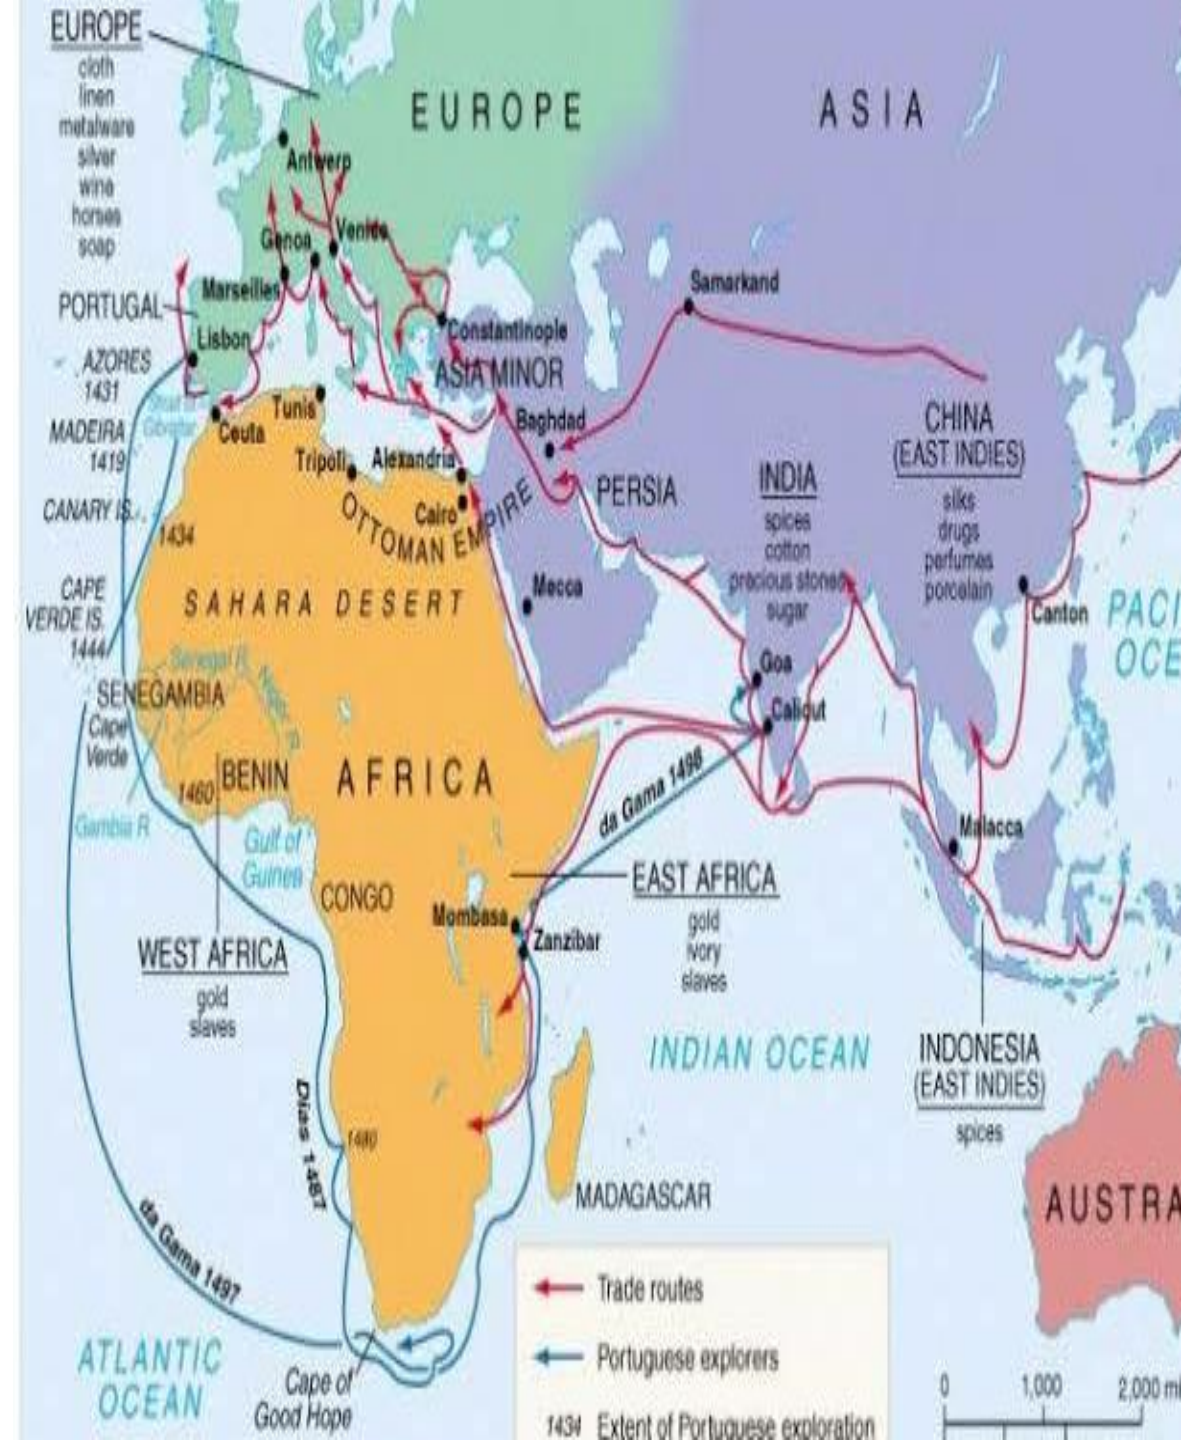 EUROPE
cloth
linen
metalware
silver
wine
horses
soap
EUROPE
ASIA
Antwerp
Venice
Genoa
Marseilles
PORTUGAL
Lisbon
Samarkand
Constantinople
ASIA MINOR
AZORES
1431
Strait of
Gibraltar
MADEIRA
1419
Ceuta
Tunis
Baghdad
CHINA
(EAST INDIES)
silks
drugs
perfumes
porcelain
Tripoli
Alexandria
Cairo
OTTOMAN EMPIRE
PERSIA
INDIA
spices
cotton
precious stones
sugar
CANARY IS.
1434
Mecca
Canton
PACI
OCE
CAPE
VERDE IS.
1444
SAHARA DESERT
Senegal R.
Niger R.
SENEGAMBIA
Cape
Verde
Goa
Calicut
BENIN
1460
AFRICA
Gambia R
Gulf of
Guinea
da Gama 1498
Malacca
CONGO
EAST AFRICA
gold
ivory
slaves
Mombasa
Zanzibar
WEST AFRICA
gold
slaves
INDIAN OCEAN
INDONESIA
(EAST INDIES)
spices
Dias 1487
1480
MADAGASCAR
AUSTRA
da Gama 1497
ATLANTIC
OCEAN
Cape of
Good Hope
Trade routes
Portuguese explorers
1434 Extent of Portuguese exploration
0 1,000 2,000 mi